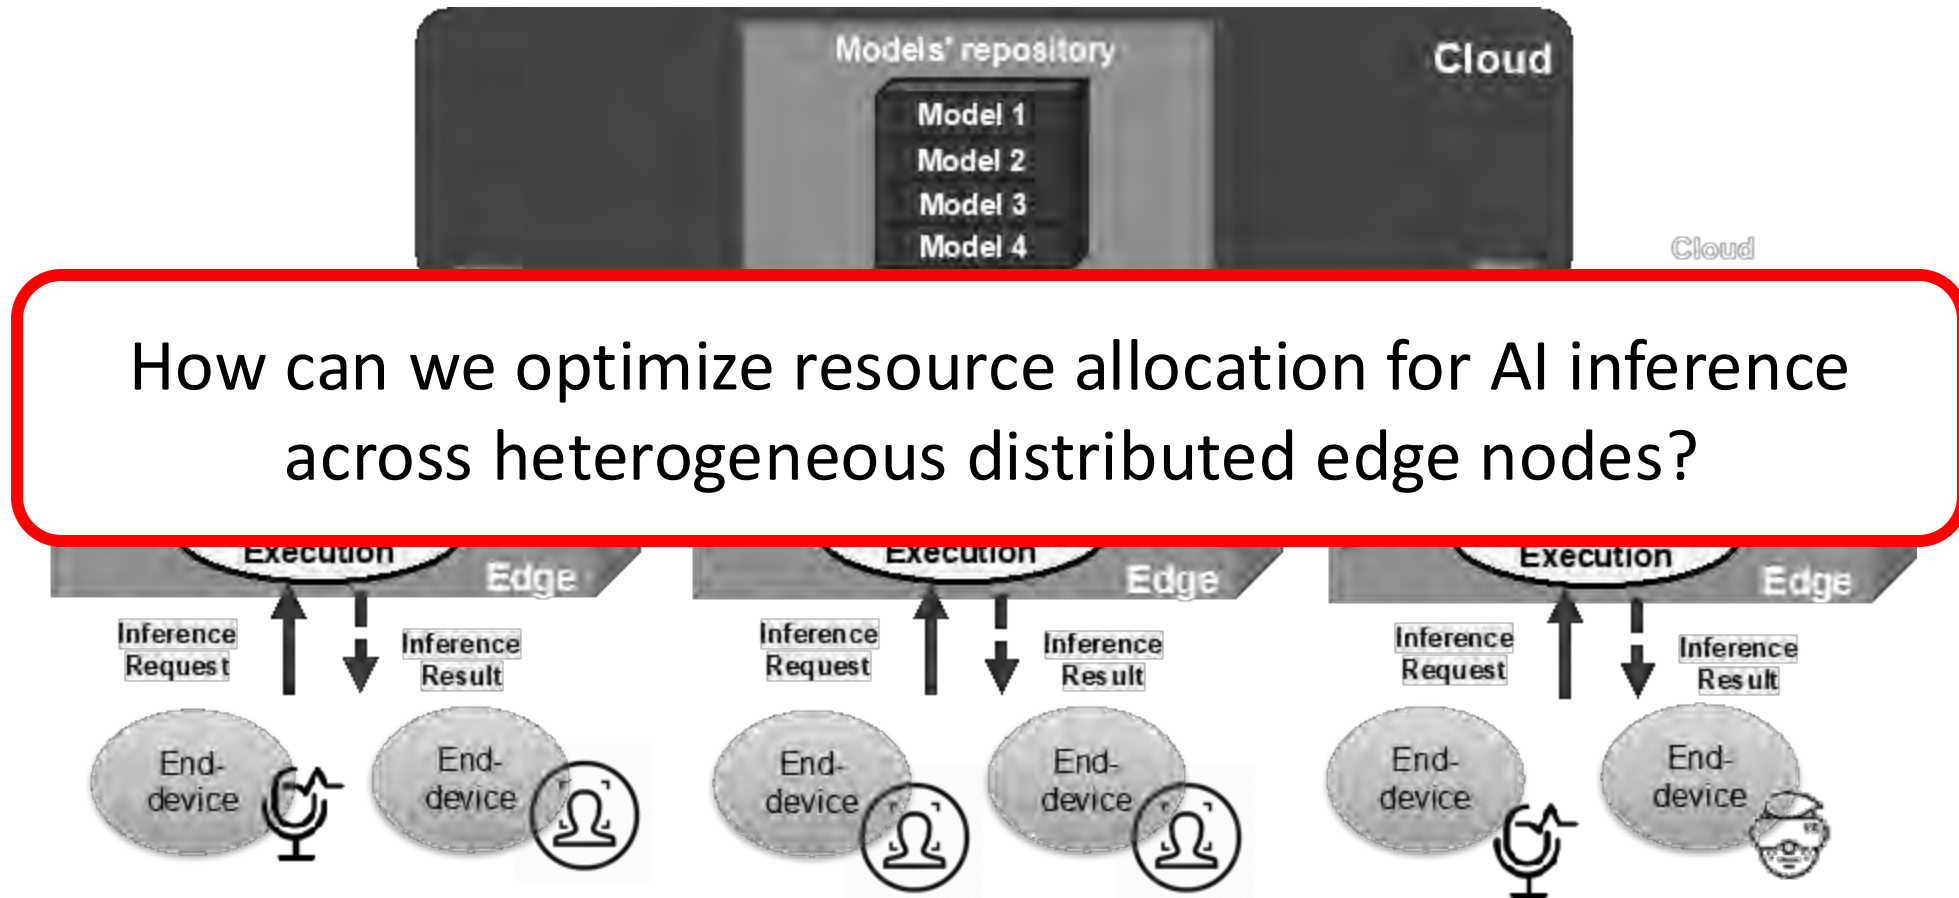 Models' repository
Cloud
Model 1
Model 2
Model 3
Model 4
Cloud
How can we optimize resource allocation for AI inference
across heterogeneous distributed edge nodes?
Execution
Edge
Execution
Edge
Execution
Edge
Inference
Request
Inference
Result
Inference
Request
Inference
Result
Inference
Request
Inference
Result
End-
device
End-
device
End-
device
End-
device
End-
device
End-
device